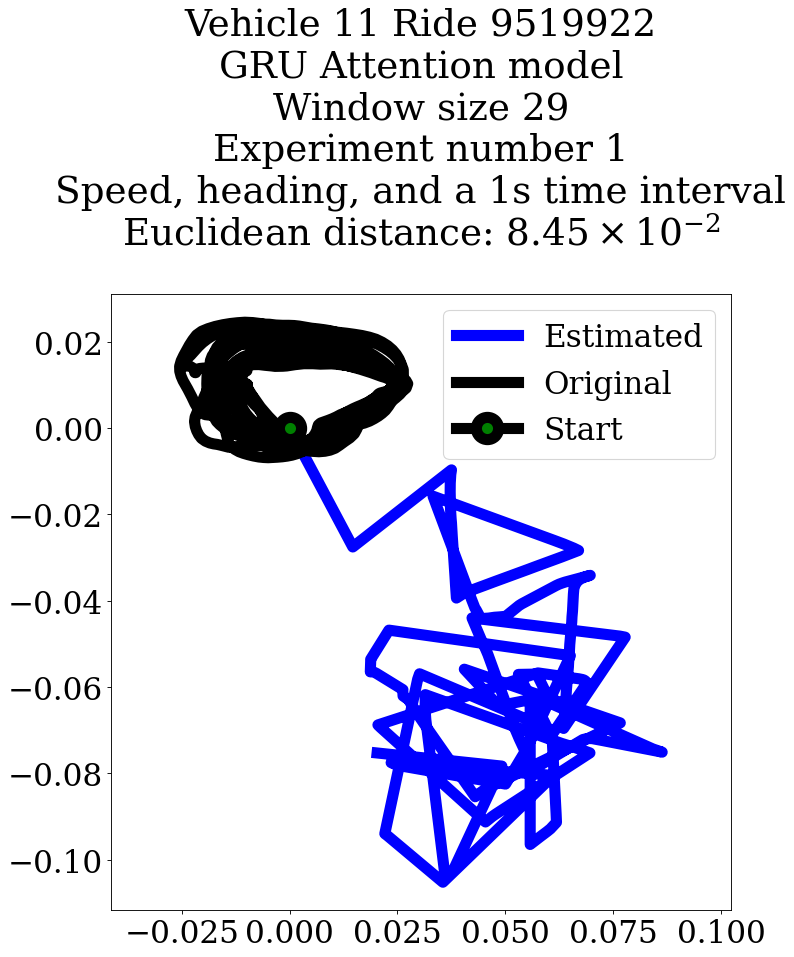 Vehicle 11 Ride 9519922
GRU Attention model
Window size 29
Experiment number 1
Speed, heading, and a 1s time interval
Euclidean distance: 8.45 × 10⁻²
Estimated
Original
Start
0.02
0.00
−0.02
−0.04
−0.06
−0.08
−0.10
−0.025 0.000 0.025 0.050 0.075 0.100